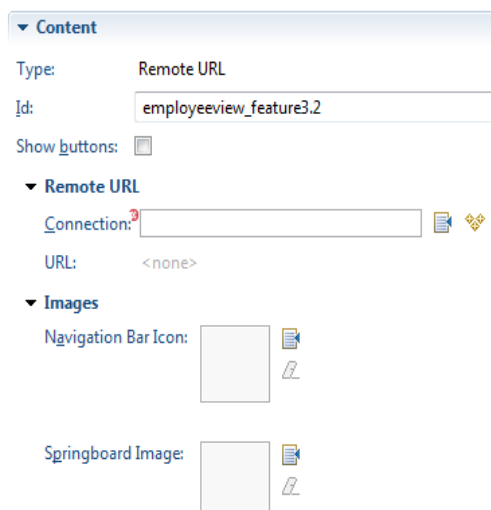 Content
Type: Remote URL
Id: employeeview_feature3.2
Show buttons:
Remote URL
Connection:
URL: <none>
Images
Navigation Bar Icon:
Springboard Image: